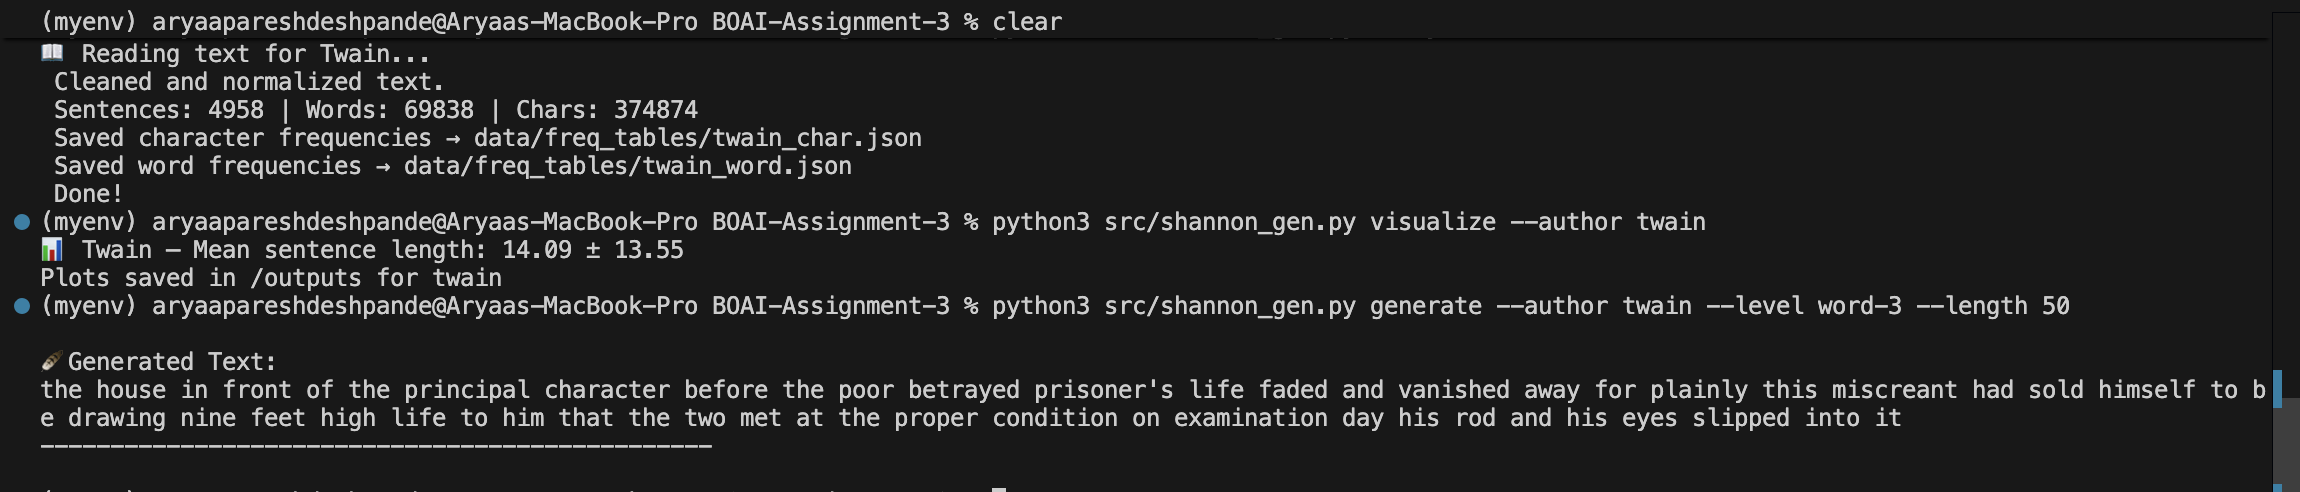 (myenv) aryaapareshdeshpande@Aryaas-MacBook-Pro BOAI-Assignment-3 % clear
📖 Reading text for Twain...
Cleaned and normalized text.
Sentences: 4958 | Words: 69838 | Chars: 374874
Saved character frequencies → data/freq_tables/twain_char.json
Saved word frequencies → data/freq_tables/twain_word.json
Done!
(myenv) aryaapareshdeshpande@Aryaas-MacBook-Pro BOAI-Assignment-3 % python3 src/shannon_gen.py visualize --author twain
📊 Twain — Mean sentence length: 14.09 ± 13.55
Plots saved in /outputs for twain
(myenv) aryaapareshdeshpande@Aryaas-MacBook-Pro BOAI-Assignment-3 % python3 src/shannon_gen.py generate --author twain --level word-3 --length 50
🪶Generated Text:
the house in front of the principal character before the poor betrayed prisoner's life faded and vanished away for plainly this miscreant had sold himself to b
e drawing nine feet high life to him that the two met at the proper condition on examination day his rod and his eyes slipped into it
------------------------------------------------